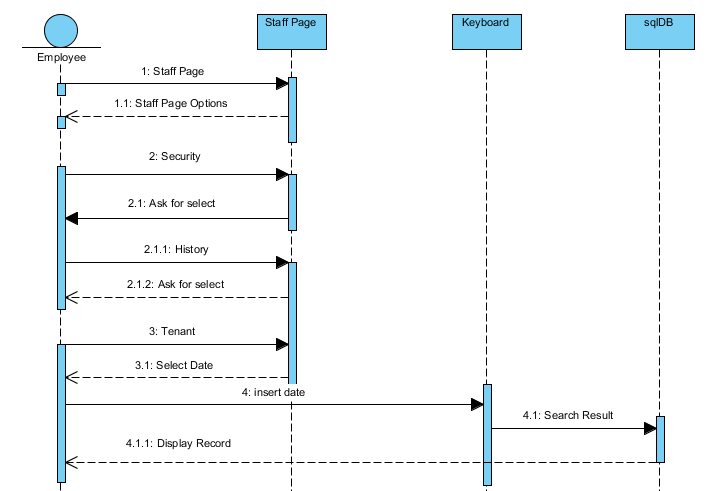 Staff Page
Keyboard
sqlDB
Employee
1: Staff Page
1.1: Staff Page Options
2: Security
2.1: Ask for select
2.1.1: History
2.1.2: Ask for select
3: Tenant
3.1: Select Date
4: insert date
4.1: Search Result
4.1.1: Display Record